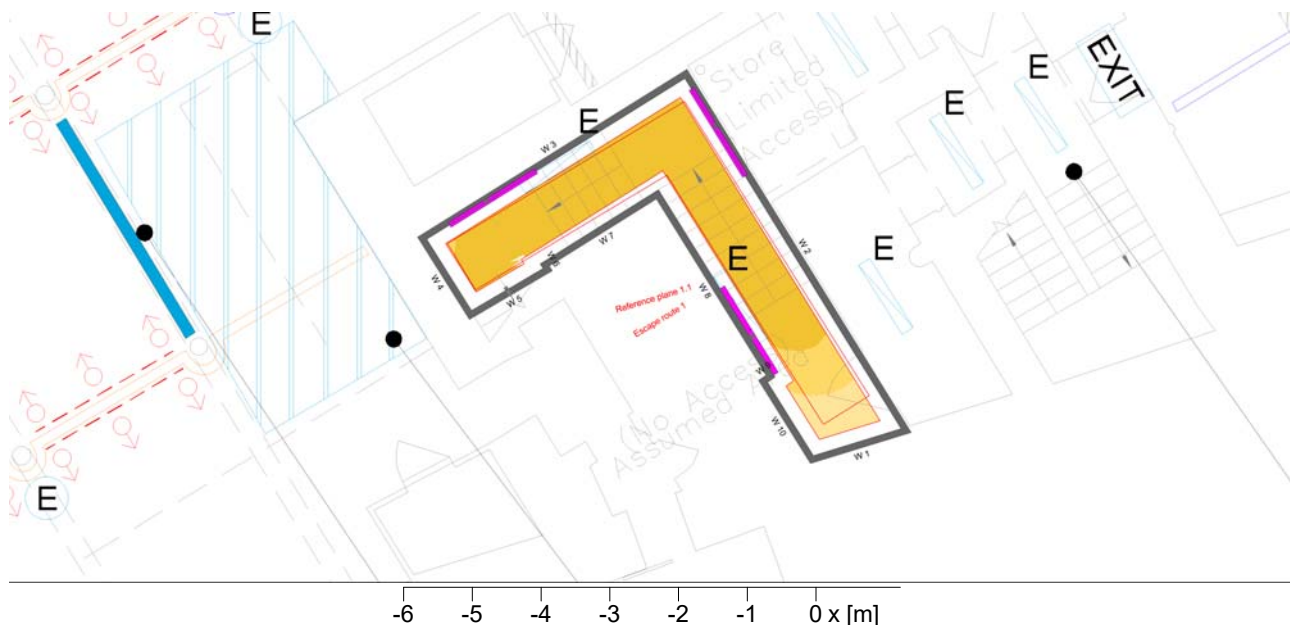 E
EXIT
E
E
Store
Limited
Access)
E
W 3
W 7
W 2
E
E
W 4
W 5
W 8
Reference plane 1.1
Escape route 1
(No Access
Assumed
W 10
W 1
E
-6 -5 -4 -3 -2 -1 0 x [m]